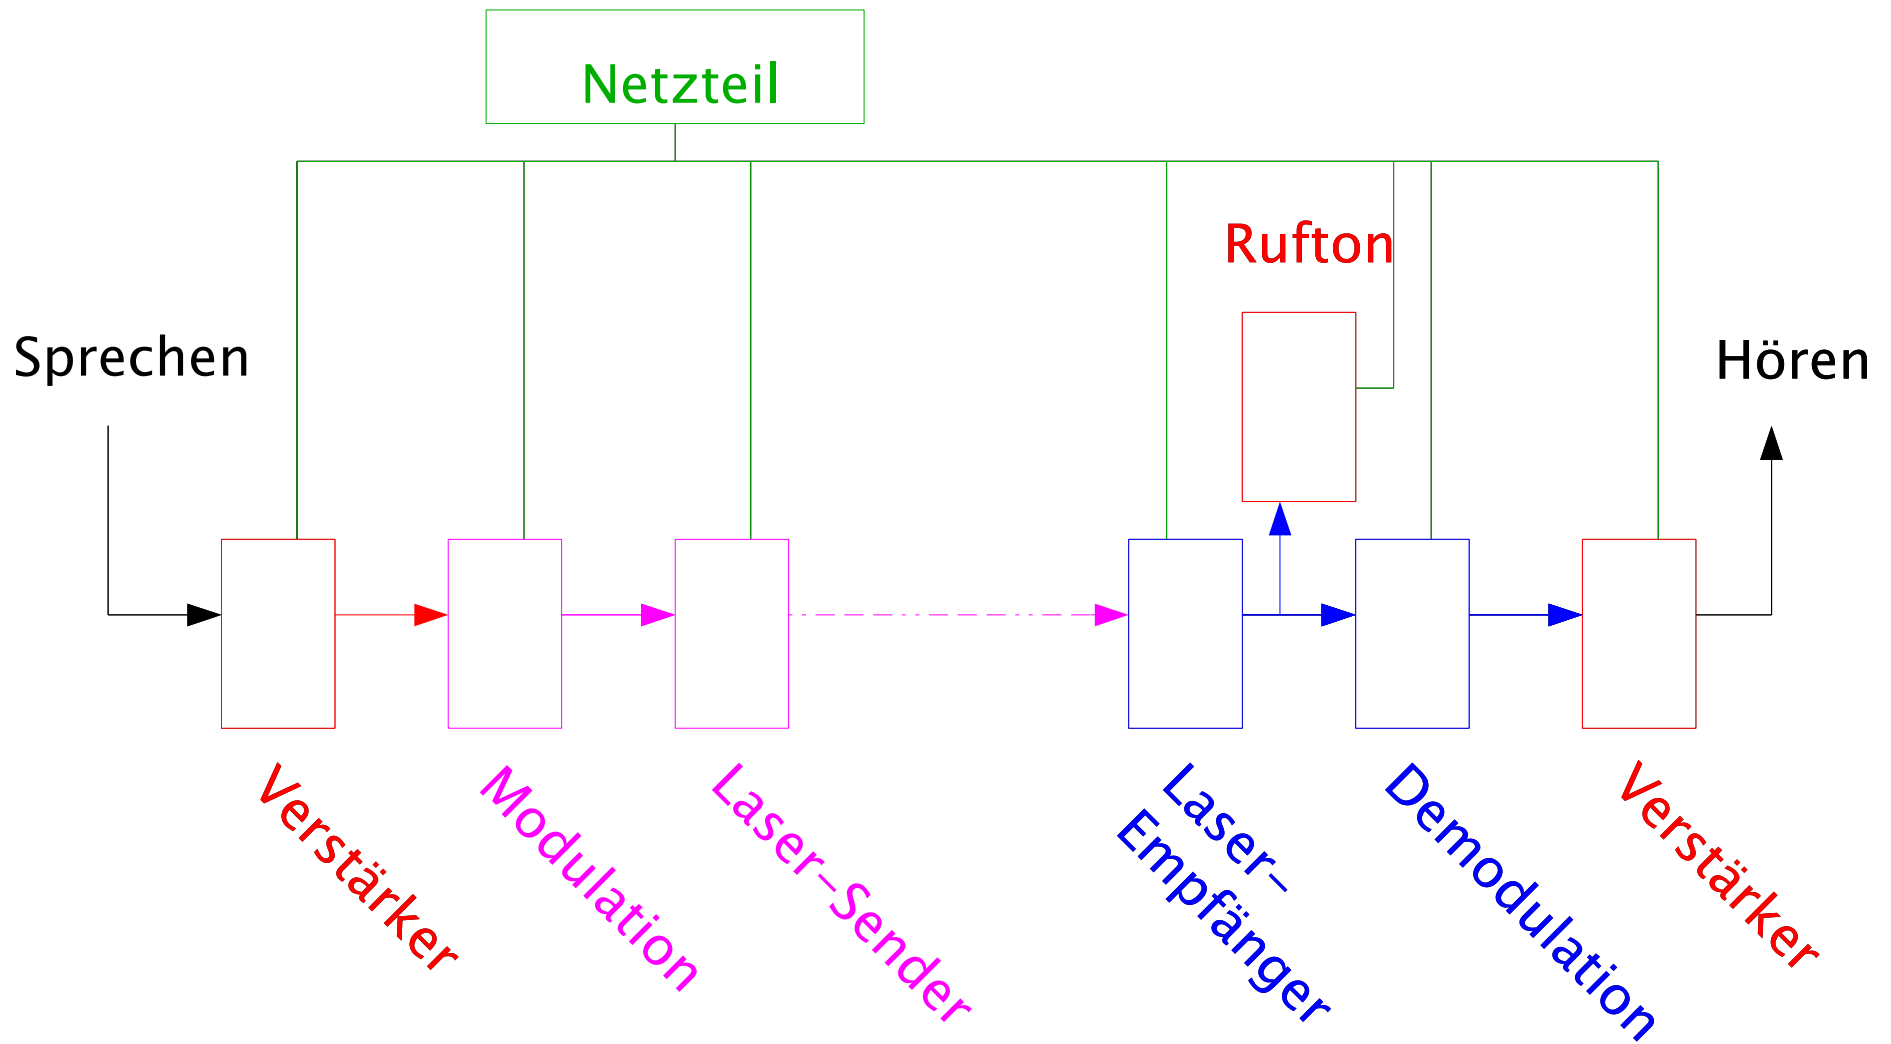 Netzteil
Rufton
Sprechen
Hören
Verstärker
Modulation
Laser-Sender
Laser-
Empfänger
Demodulation
Verstärker